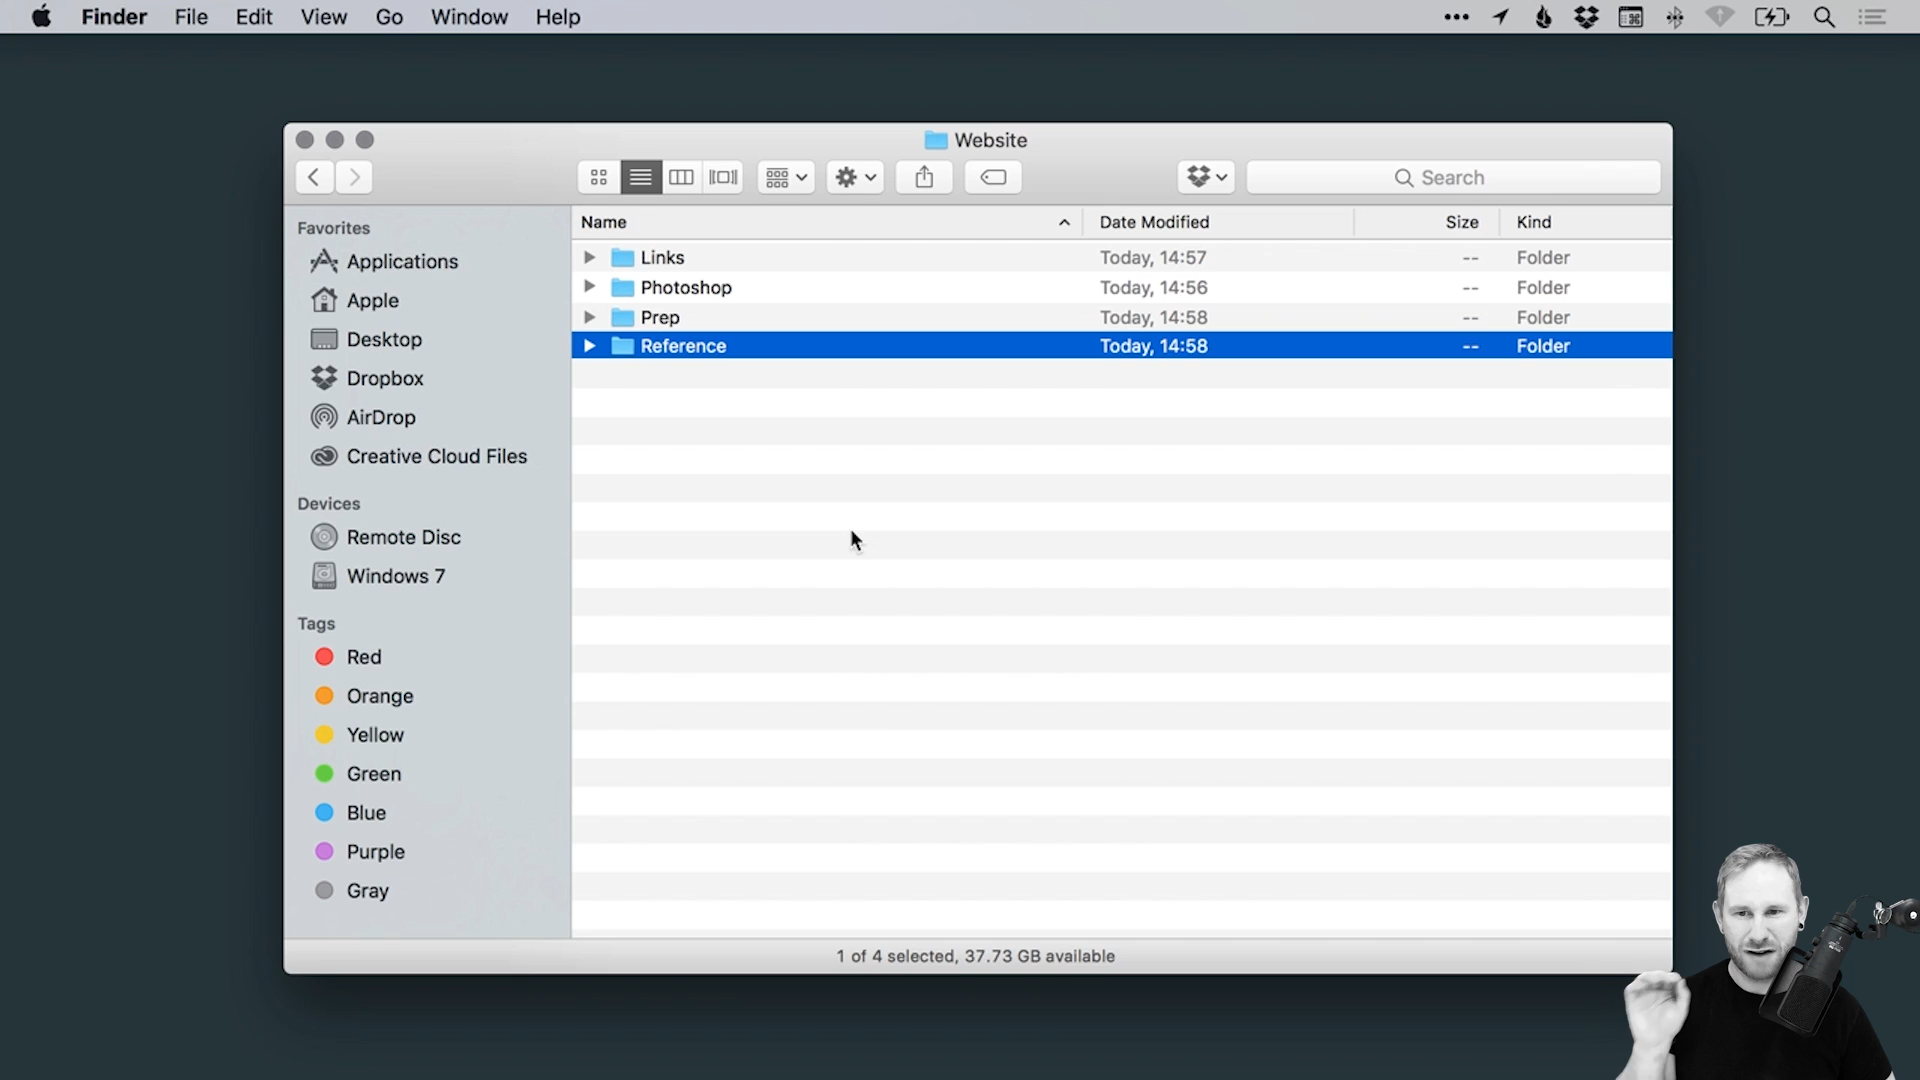 Finder File Edit View Go Window Help
Website
Search
Name Date Modified Size Kind
Links Today, 14:57 -- Folder
Photoshop Today, 14:56 -- Folder
Prep Today, 14:58 -- Folder
Reference Today, 14:58 -- Folder
Favorites
Applications
Apple
Desktop
Dropbox
AirDrop
Creative Cloud Files
Devices
Remote Disc
Windows 7
Tags
Red
Orange
Yellow
Green
Blue
Purple
Gray
1 of 4 selected, 37.73 GB available